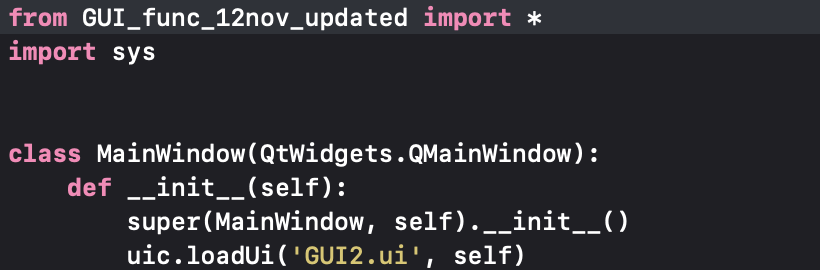 from GUI_func_12nov_updated import *
import sys
class MainWindow(QtWidgets.QMainWindow):
    def __init__(self):
        super(MainWindow, self).__init__()
        uic.loadUi('GUI2.ui', self)